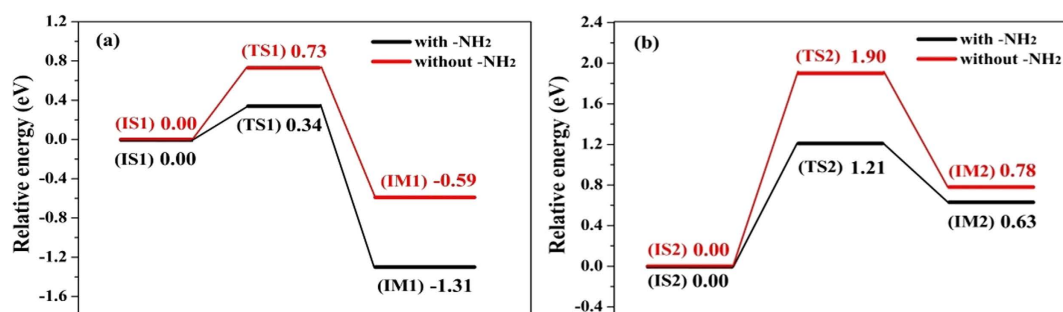 (a)
with -NH2
without -NH2
Relative energy (eV)
1.2
0.8
0.4
0.0
-0.4
-0.8
-1.2
-1.6
(TS1) 0.73
(TS1) 0.34
(IS1) 0.00
(IS1) 0.00
(IM1) -0.59
(IM1) -1.31
(b)
with -NH2
without -NH2
Relative energy (eV)
2.4
2.0
1.6
1.2
0.8
0.4
0.0
-0.4
(TS2) 1.90
(TS2) 1.21
(IM2) 0.78
(IM2) 0.63
(IS2) 0.00
(IS2) 0.00